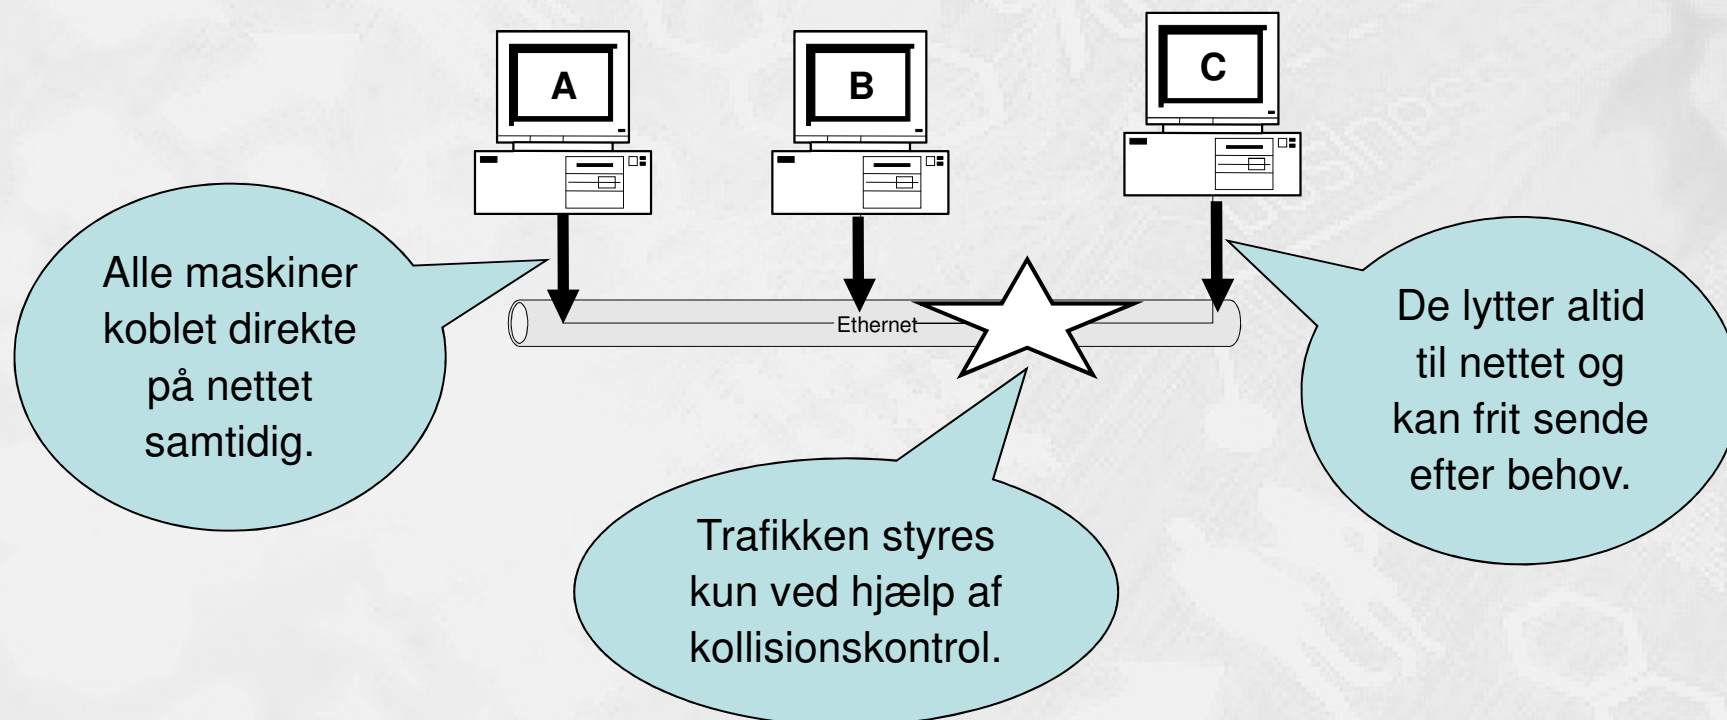 A
B
C
Alle maskiner
koblet direkte
på nettet
samtidig.
Ethernet
De lytter altid
til nettet og
kan frit sende
efter behov.
Trafikken styres
kun ved hjælp af
kollisionskontrol.